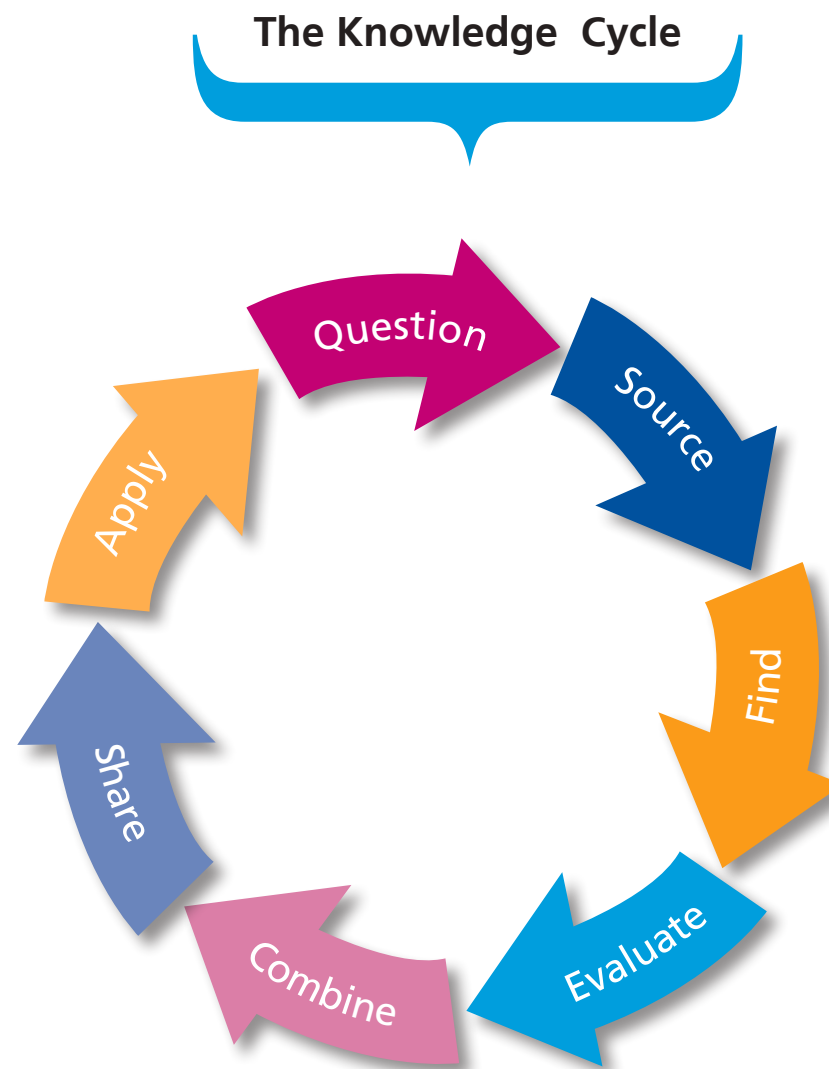 The Knowledge Cycle
Question
Source
Find
Evaluate
Combine
Share
Apply